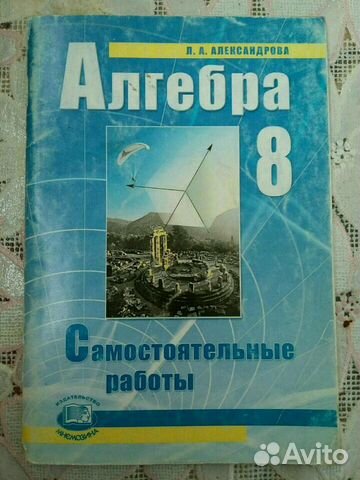 Л. А. АЛЕКСАНДРОВА
Алгебра
8
Самостоятельные
работы
ИЗДАТЕЛЬСТВО
МНЕМОЗИНА
Avito